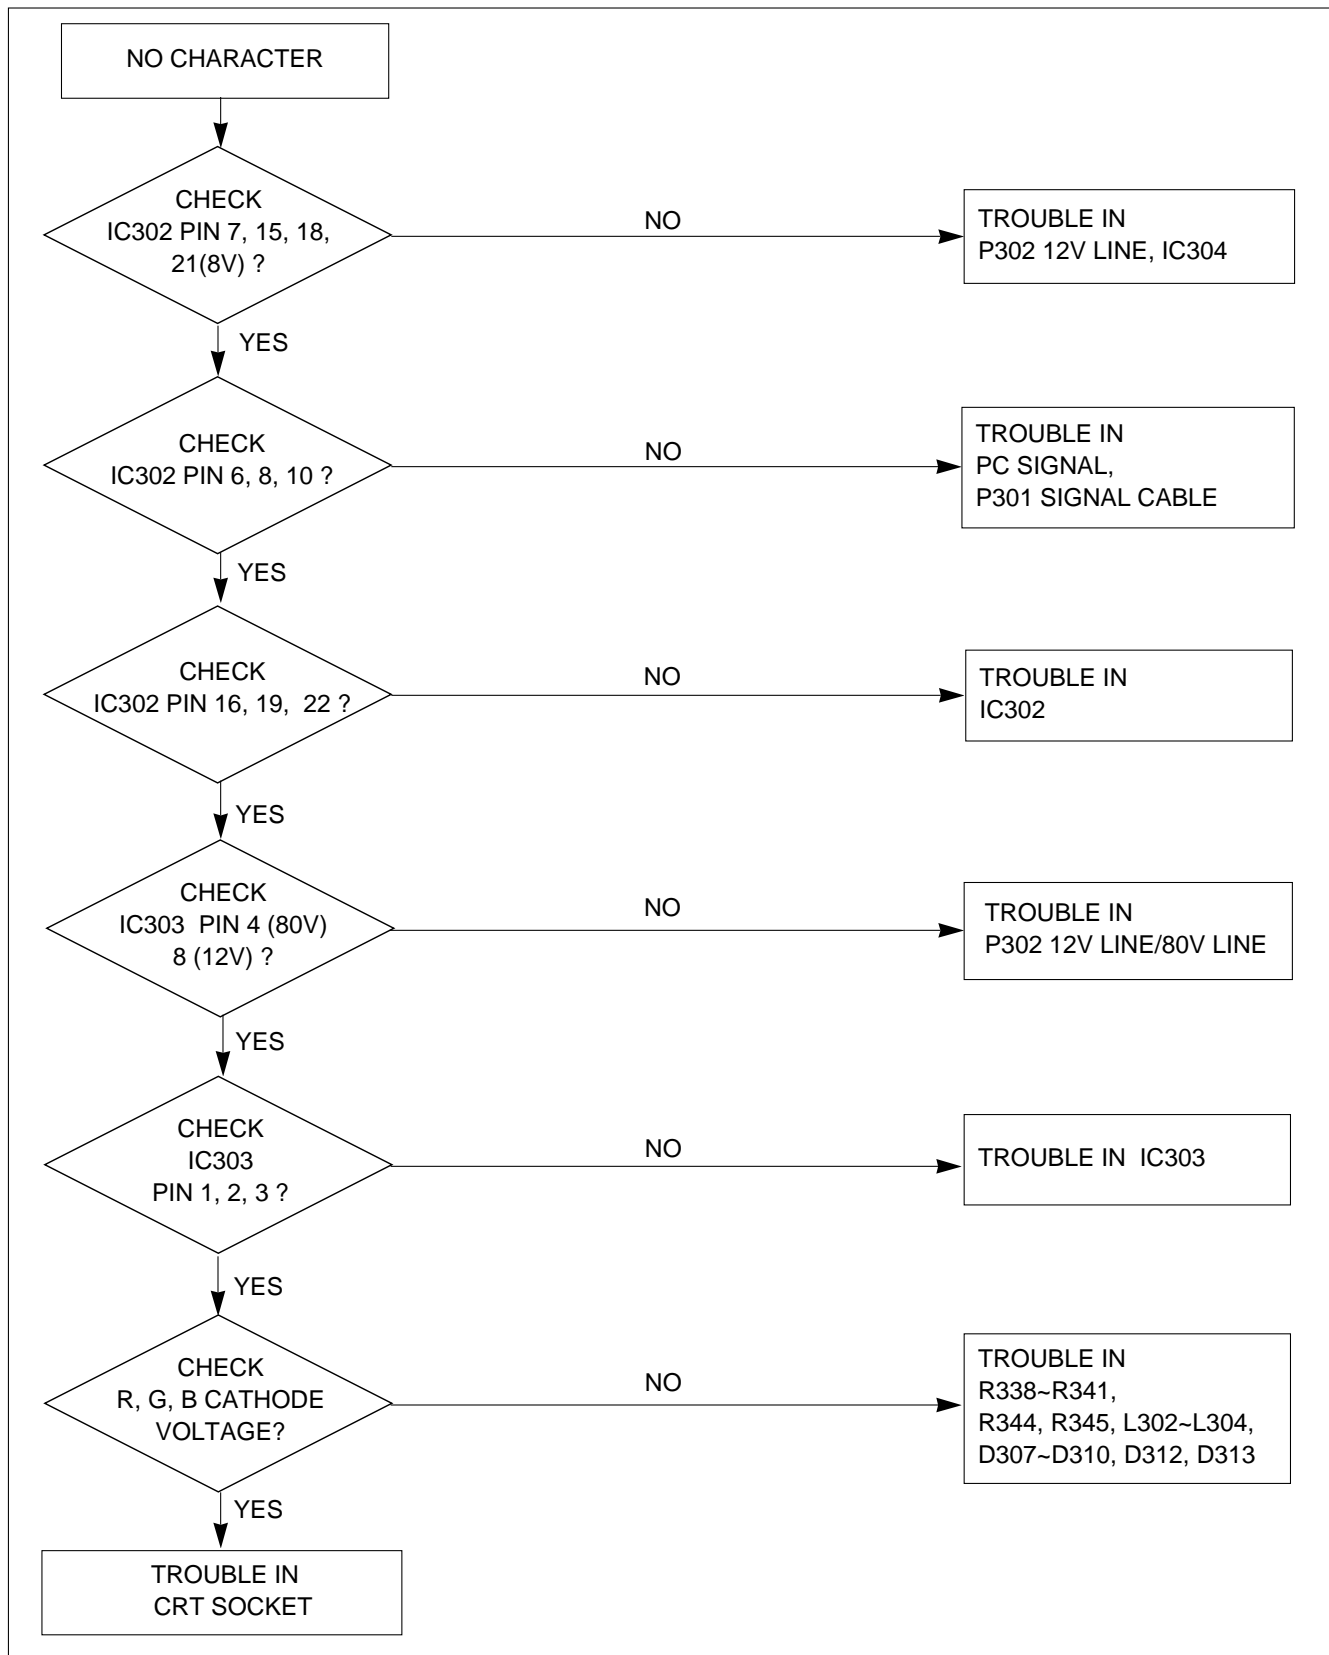 NO CHARACTER
CHECK
IC302 PIN 7, 15, 18,
21(8V) ?
NO
TROUBLE IN
P302 12V LINE, IC304
YES
CHECK
IC302 PIN 6, 8, 10 ?
NO
TROUBLE IN
PC SIGNAL,
P301 SIGNAL CABLE
YES
CHECK
IC302 PIN 16, 19, 22 ?
NO
TROUBLE IN
IC302
YES
CHECK
IC303 PIN 4 (80V)
8 (12V) ?
NO
TROUBLE IN
P302 12V LINE/80V LINE
YES
CHECK
IC303
PIN 1, 2, 3 ?
NO
TROUBLE IN IC303
YES
CHECK
R, G, B CATHODE
VOLTAGE?
NO
TROUBLE IN
R338~R341,
R344, R345, L302~L304,
D307~D310, D312, D313
YES
TROUBLE IN
CRT SOCKET